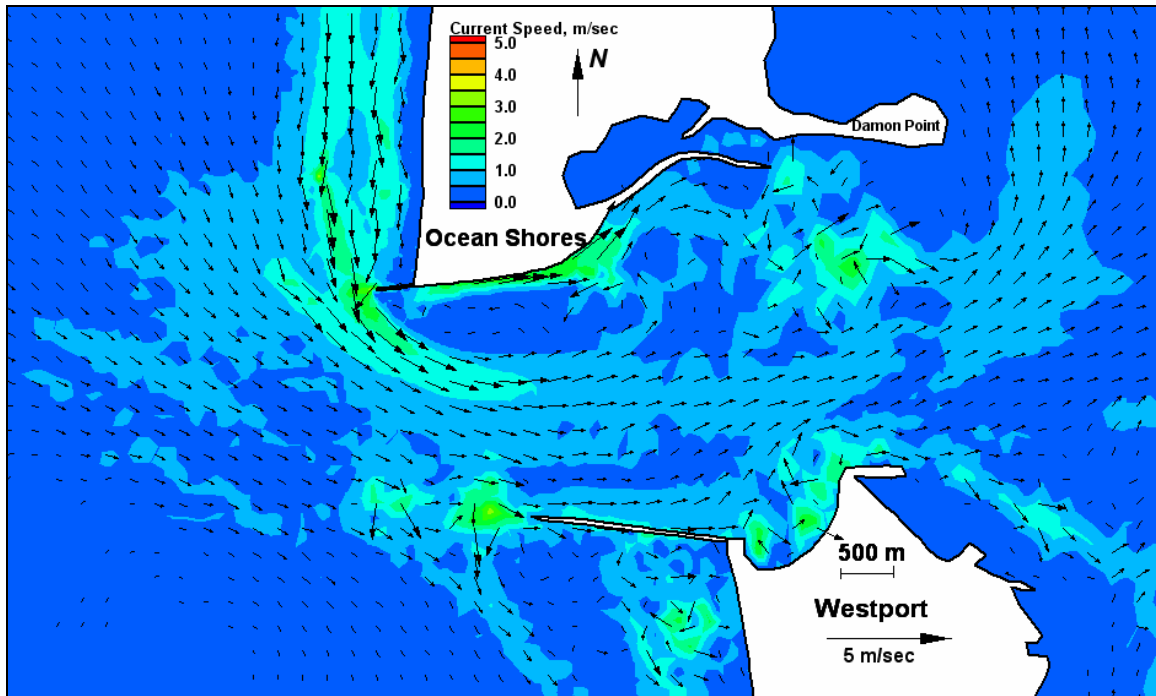 Current Speed, m/sec
5.0
4.0
3.0
2.0
1.0
0.0
N
Damon Point
Ocean Shores
500 m
Westport
5 m/sec